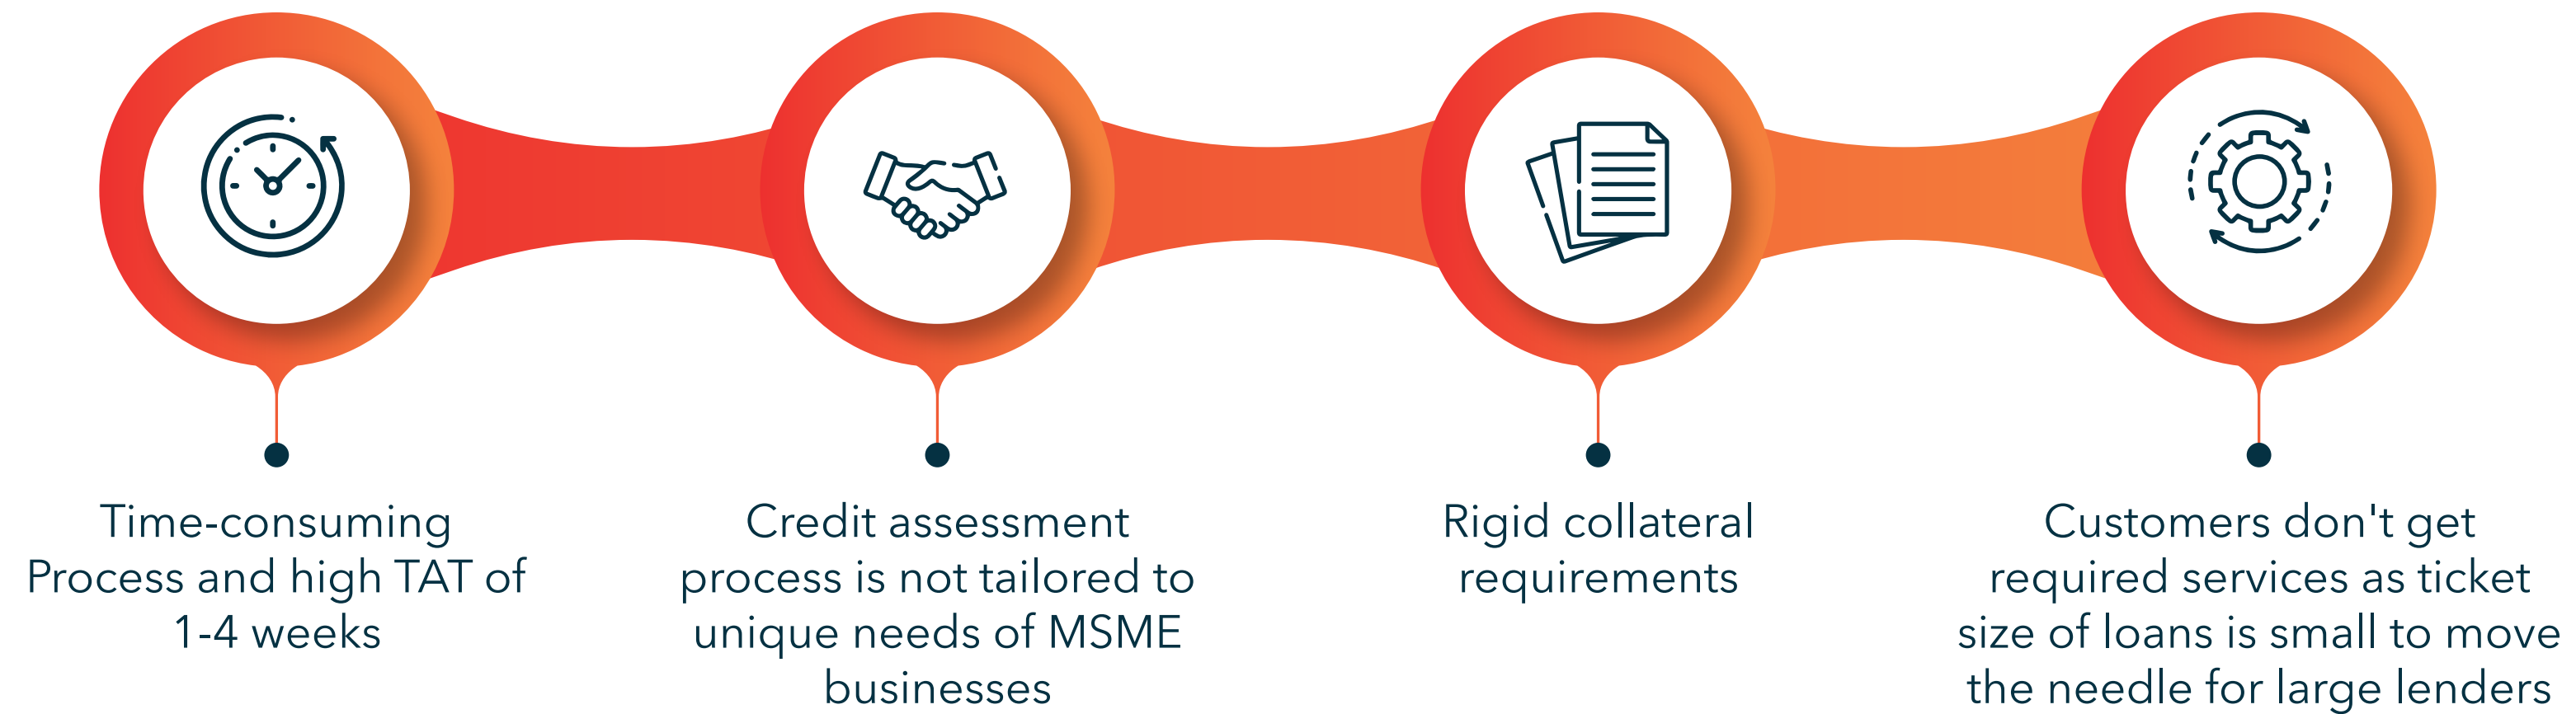 Time-consuming
Process and high TAT of
1-4 weeks
Credit assessment
process is not tailored to
unique needs of MSME
businesses
Rigid collateral
requirements
Customers don't get
required services as ticket
size of loans is small to move
the needle for large lenders